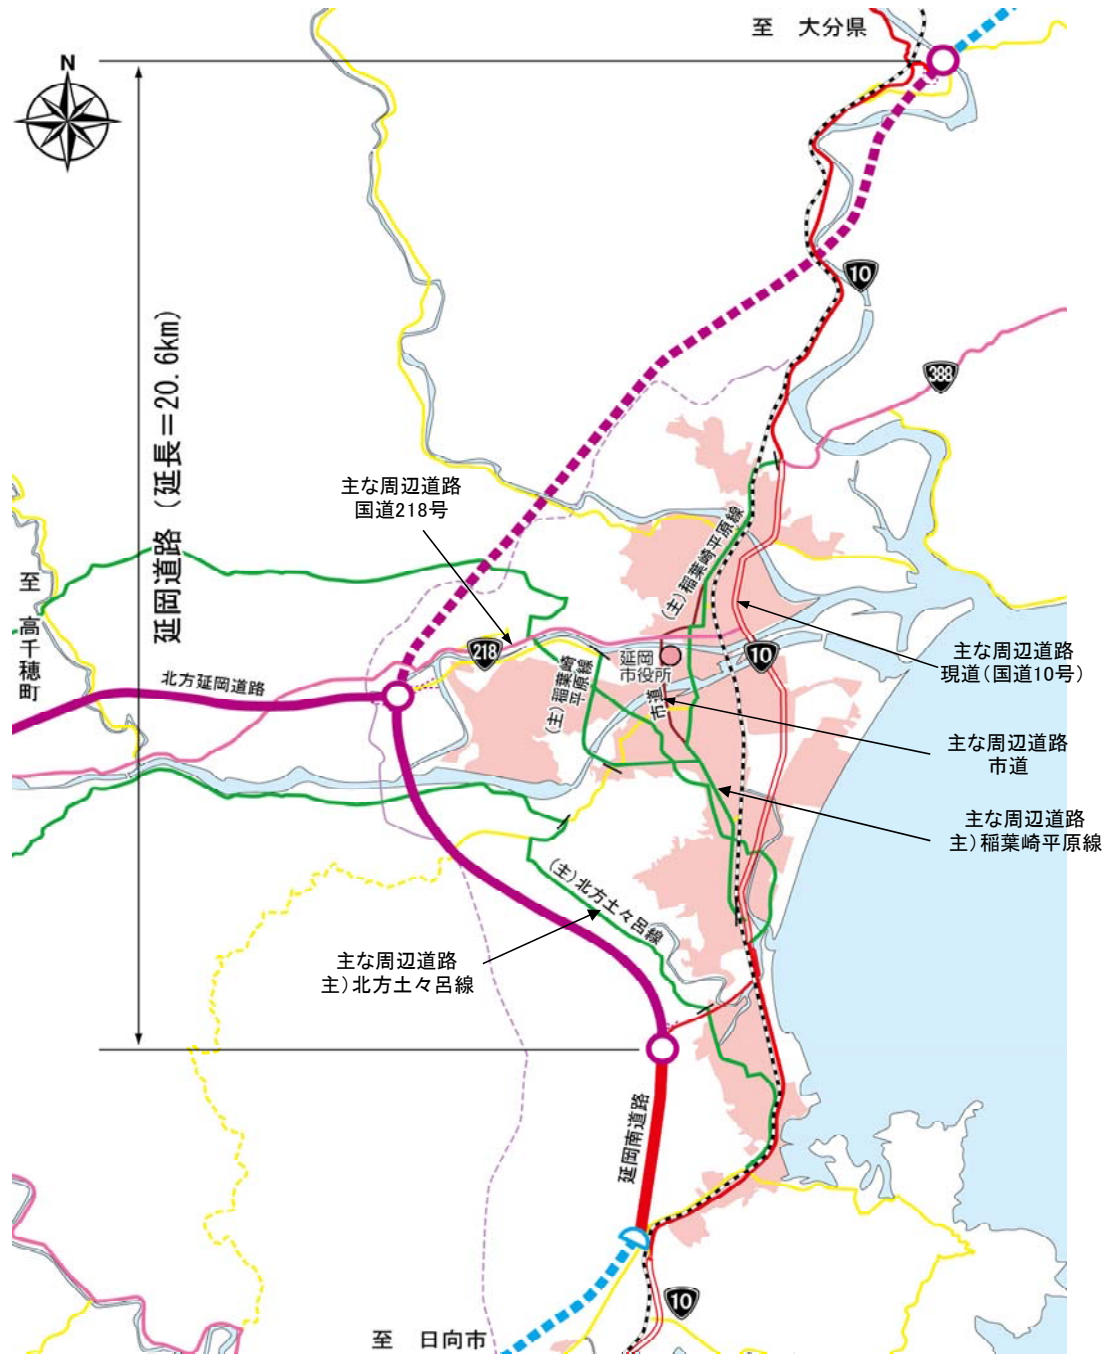 至 大分県
N
10
388
延岡道路（延長＝20.6km）
主な周辺道路
国道218号
(主)稲葉崎平原線
至 高千穂町
北方延岡道路
218
(主)稲葉崎
平原線
延岡
市役所
市道
10
主な周辺道路
現道(国道10号)
主な周辺道路
市道
主な周辺道路
主)稲葉崎平原線
(主)北方土々呂線
主な周辺道路
主)北方土々呂線
延岡南道路
10
至 日向市